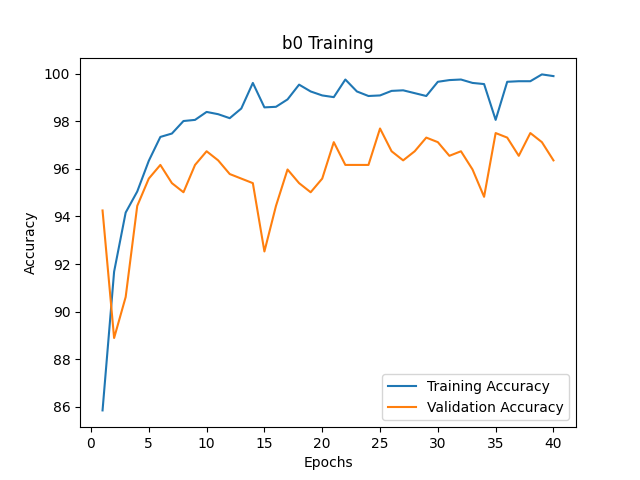 b0 Training
Accuracy
100
98
96
94
92
90
88
86
0 5 10 15 20 25 30 35 40
Epochs
Training Accuracy
Validation Accuracy